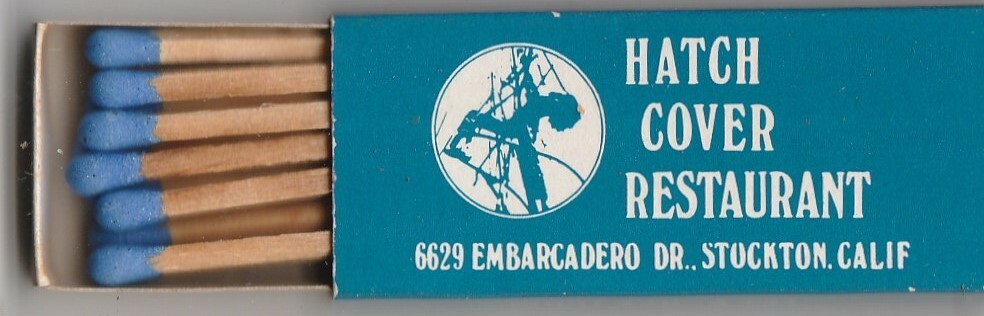 HATCH
COVER
RESTAURANT
6629 EMBARCADERO DR., STOCKTON. CALIF